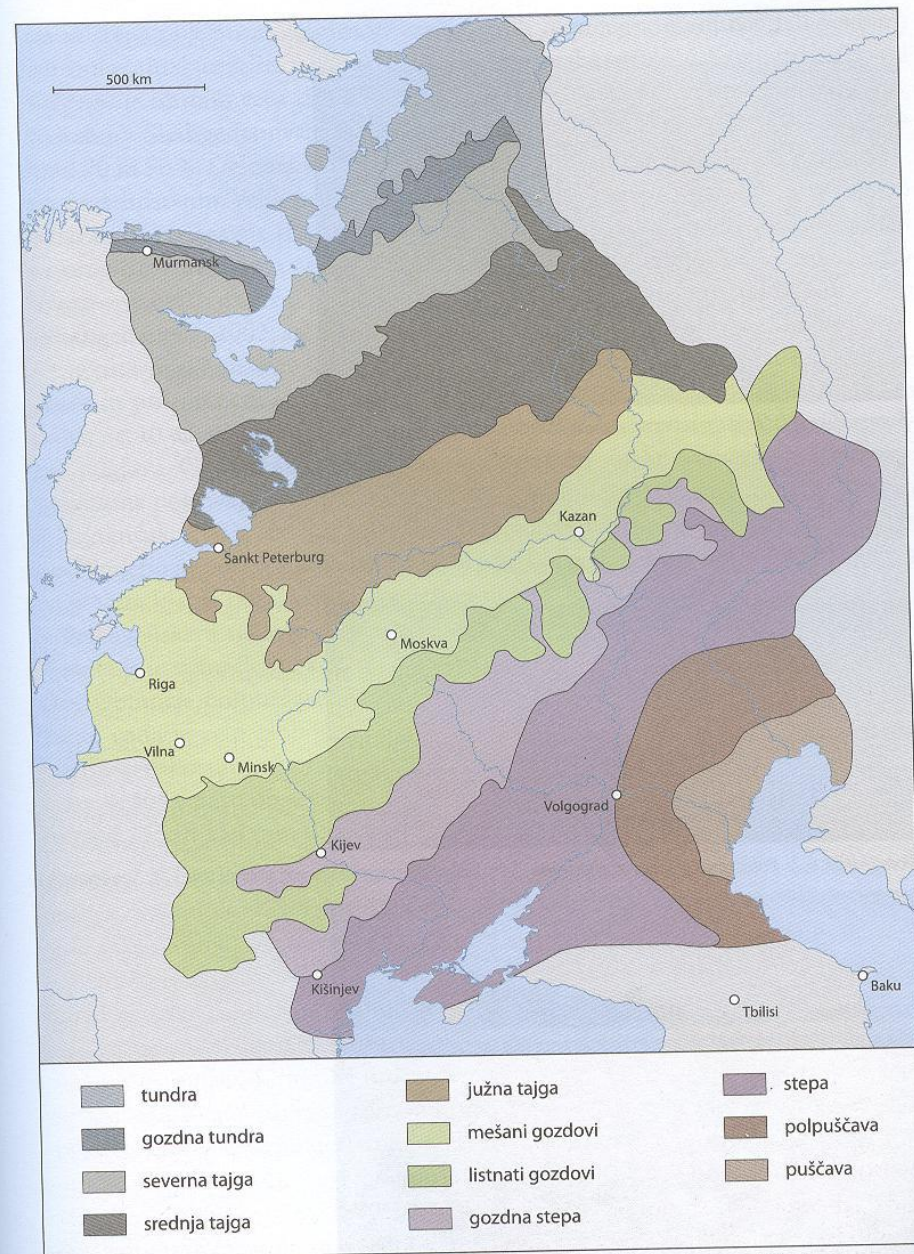 500 km
Murmansk
Kazan
Sankt Peterburg
Moskva
Riga
Vilna
Minsk
Volgograd
Kijev
Kišinjev
Baku
Tbilisi
tundra
gozdna tundra
severna tajga
srednja tajga
južna tajga
mešani gozdovi
listnati gozdovi
gozdna stepa
stepa
polpuščava
puščava